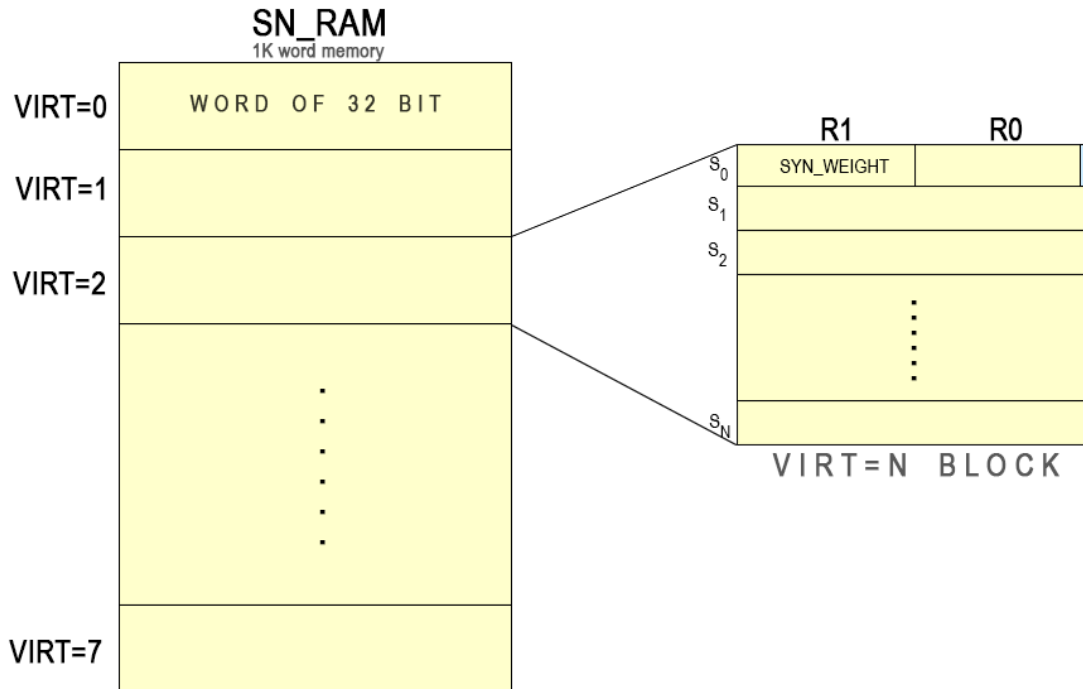 SN_RAM
1K word memory
VIRT=0
WORD OF 32 BIT
VIRT=1
VIRT=2
VIRT=7
R1 R0
S0 SYN_WEIGHT
S1
S2
SN
VIRT=N BLOCK